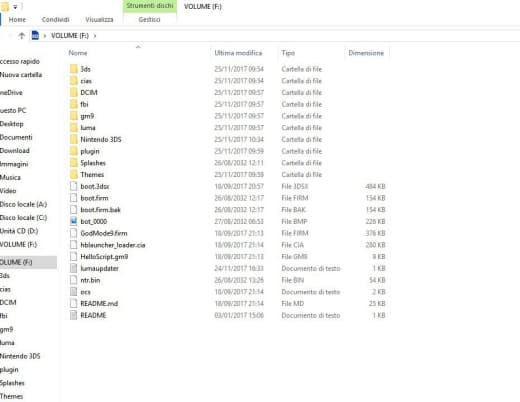 Strumenti dischi VOLUME (F:)
Home Condividi Visualizza Gestisci
VOLUME (F:)
Nome Ultima modifica Tipo Dimensione
ccesso rapido
Nuova cartella
neDrive
uesto PC
Desktop
Documenti
Download
Immagini
Musica
Video
Disco locale (A:)
Disco locale (C:)
Unità CD (D:)
VOLUME (F:)
OLUME (F:)
3ds
cias
DCIM
fbi
gm9
luma
Nintendo 3DS
plugin
Splashes
Themes
3ds 25/11/2017 09:54 Cartella di file
cias 25/11/2017 09:54 Cartella di file
DCIM 25/11/2017 09:57 Cartella di file
fbi 25/11/2017 09:57 Cartella di file
gm9 25/11/2017 09:57 Cartella di file
luma 25/11/2017 09:57 Cartella di file
Nintendo 3DS 25/11/2017 10:34 Cartella di file
plugin 25/11/2017 09:59 Cartella di file
Splashes 26/08/2032 12:11 Cartella di file
Themes 25/11/2017 09:59 Cartella di file
boot.3dsx 18/09/2017 20:57 File 3DSX 484 KB
boot.firm 26/08/2032 12:17 File FIRM 154 KB
boot.firm.bak 26/08/2032 12:17 File BAK 154 KB
bot_0000 27/08/2032 06:53 File BMP 226 KB
GodMode9.firm 18/09/2017 21:13 File FIRM 376 KB
hblauncher_loader.cia 18/09/2017 21:14 File CIA 280 KB
HelloScript.gm9 18/09/2017 21:13 File GM9 9 KB
lumaupdater 24/11/2017 16:33 Documento di testo 1 KB
ntr.bin 26/08/2032 13:26 File BIN 54 KB
ocs 18/09/2017 21:14 Documento di testo 2 KB
README.md 18/09/2017 21:13 File MD 25 KB
README 03/01/2017 15:06 Documento di testo 1 KB